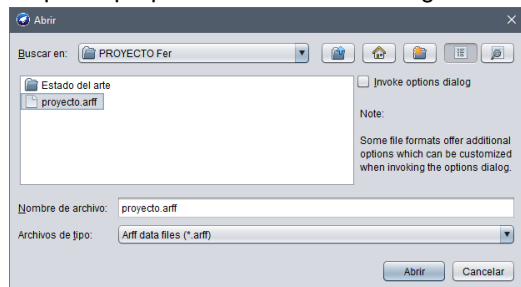 Abrir
Buscar en: PROYECTO Fer
Estado del arte
proyecto.arff
Invoke options dialog
Note:
Some file formats offer additional
options which can be customized
when invoking the options dialog.
Nombre de archivo: proyecto.arff
Archivos de tipo: Arff data files (*.arff)
Abrir Cancelar